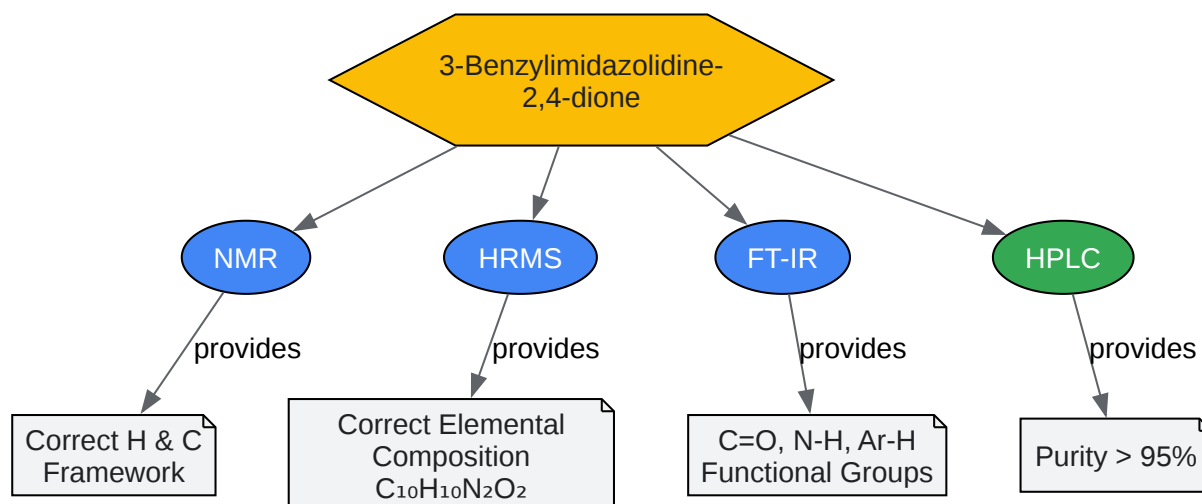 3-Benzylimidazolidine-
2,4-dione
NMR
HRMS
FT-IR
HPLC
provides
provides
provides
provides
Correct H & C
Framework
Correct Elemental
Composition
C₁₀H₁₀N₂O₂
C=O, N-H, Ar-H
Functional Groups
Purity > 95%